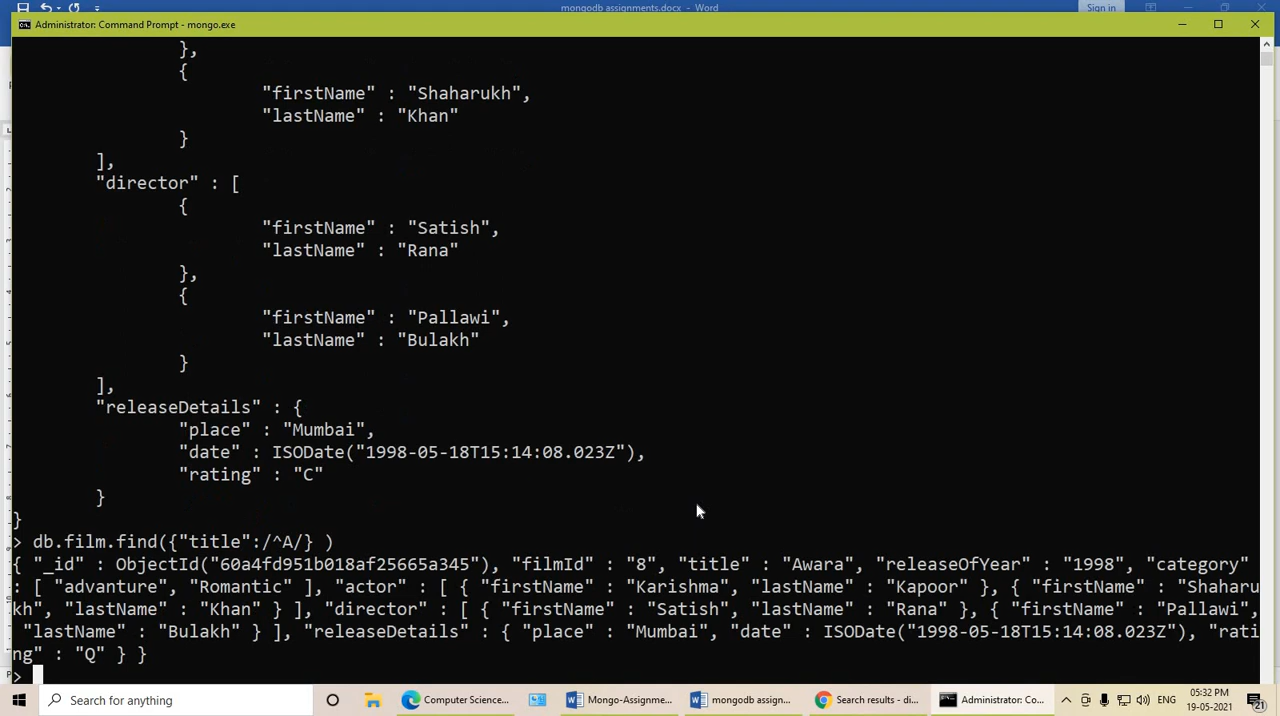 mongodb assignments.docx - Word
Sign in
Administrator: Command Prompt - mongo.exe
},
{
"firstName" : "Shaharukh",
"lastName" : "Khan"
}
],
"director" : [
{
"firstName" : "Satish",
"lastName" : "Rana"
},
{
"firstName" : "Pallawi",
"lastName" : "Bulakh"
}
],
"releaseDetails" : {
"place" : "Mumbai",
"date" : ISODate("1998-05-18T15:14:08.023Z"),
"rating" : "C"
}
}
> db.film.find({"title":/^A/} )
{ "_id" : ObjectId("60a4fd951b018af25665a345"), "filmId" : "8", "title" : "Awara", "releaseOfYear" : "1998", "category"
: [ "advanture", "Romantic" ], "actor" : [ { "firstName" : "Karishma", "lastName" : "Kapoor" }, { "firstName" : "Shaharu
kh", "lastName" : "Khan" } ], "director" : [ { "firstName" : "Satish", "lastName" : "Rana" }, { "firstName" : "Pallawi",
"lastName" : "Bulakh" } ], "releaseDetails" : { "place" : "Mumbai", "date" : ISODate("1998-05-18T15:14:08.023Z"), "rati
ng" : "Q" } }
>
Search for anything
Computer Science...
Mongo-Assignme...
mongodb assign...
Search results - di...
Administrator: Co...
ENG
05:32 PM
19-05-2021
21